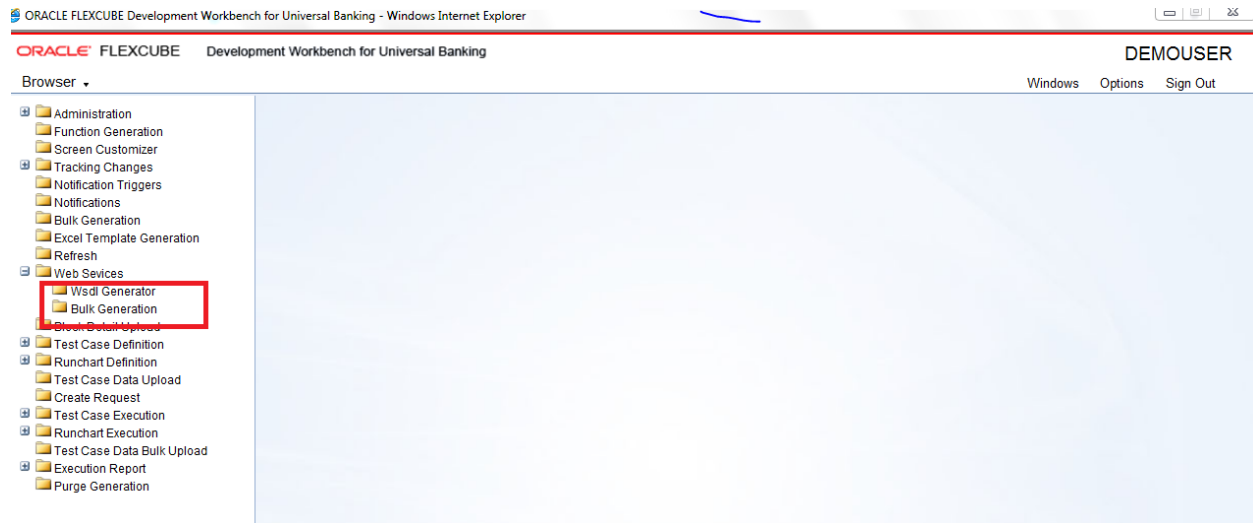 ORACLE FLEXCUBE Development Workbench for Universal Banking - Windows Internet Explorer
ORACLE FLEXCUBE Development Workbench for Universal Banking
DEMOUSER
Browser
Windows Options Sign Out
Administration
Function Generation
Screen Customizer
Tracking Changes
Notification Triggers
Notifications
Bulk Generation
Excel Template Generation
Refresh
Web Sevices
Wsdl Generator
Bulk Generation
Block Detail Upload
Test Case Definition
Runchart Definition
Test Case Data Upload
Create Request
Test Case Execution
Runchart Execution
Test Case Data Bulk Upload
Execution Report
Purge Generation